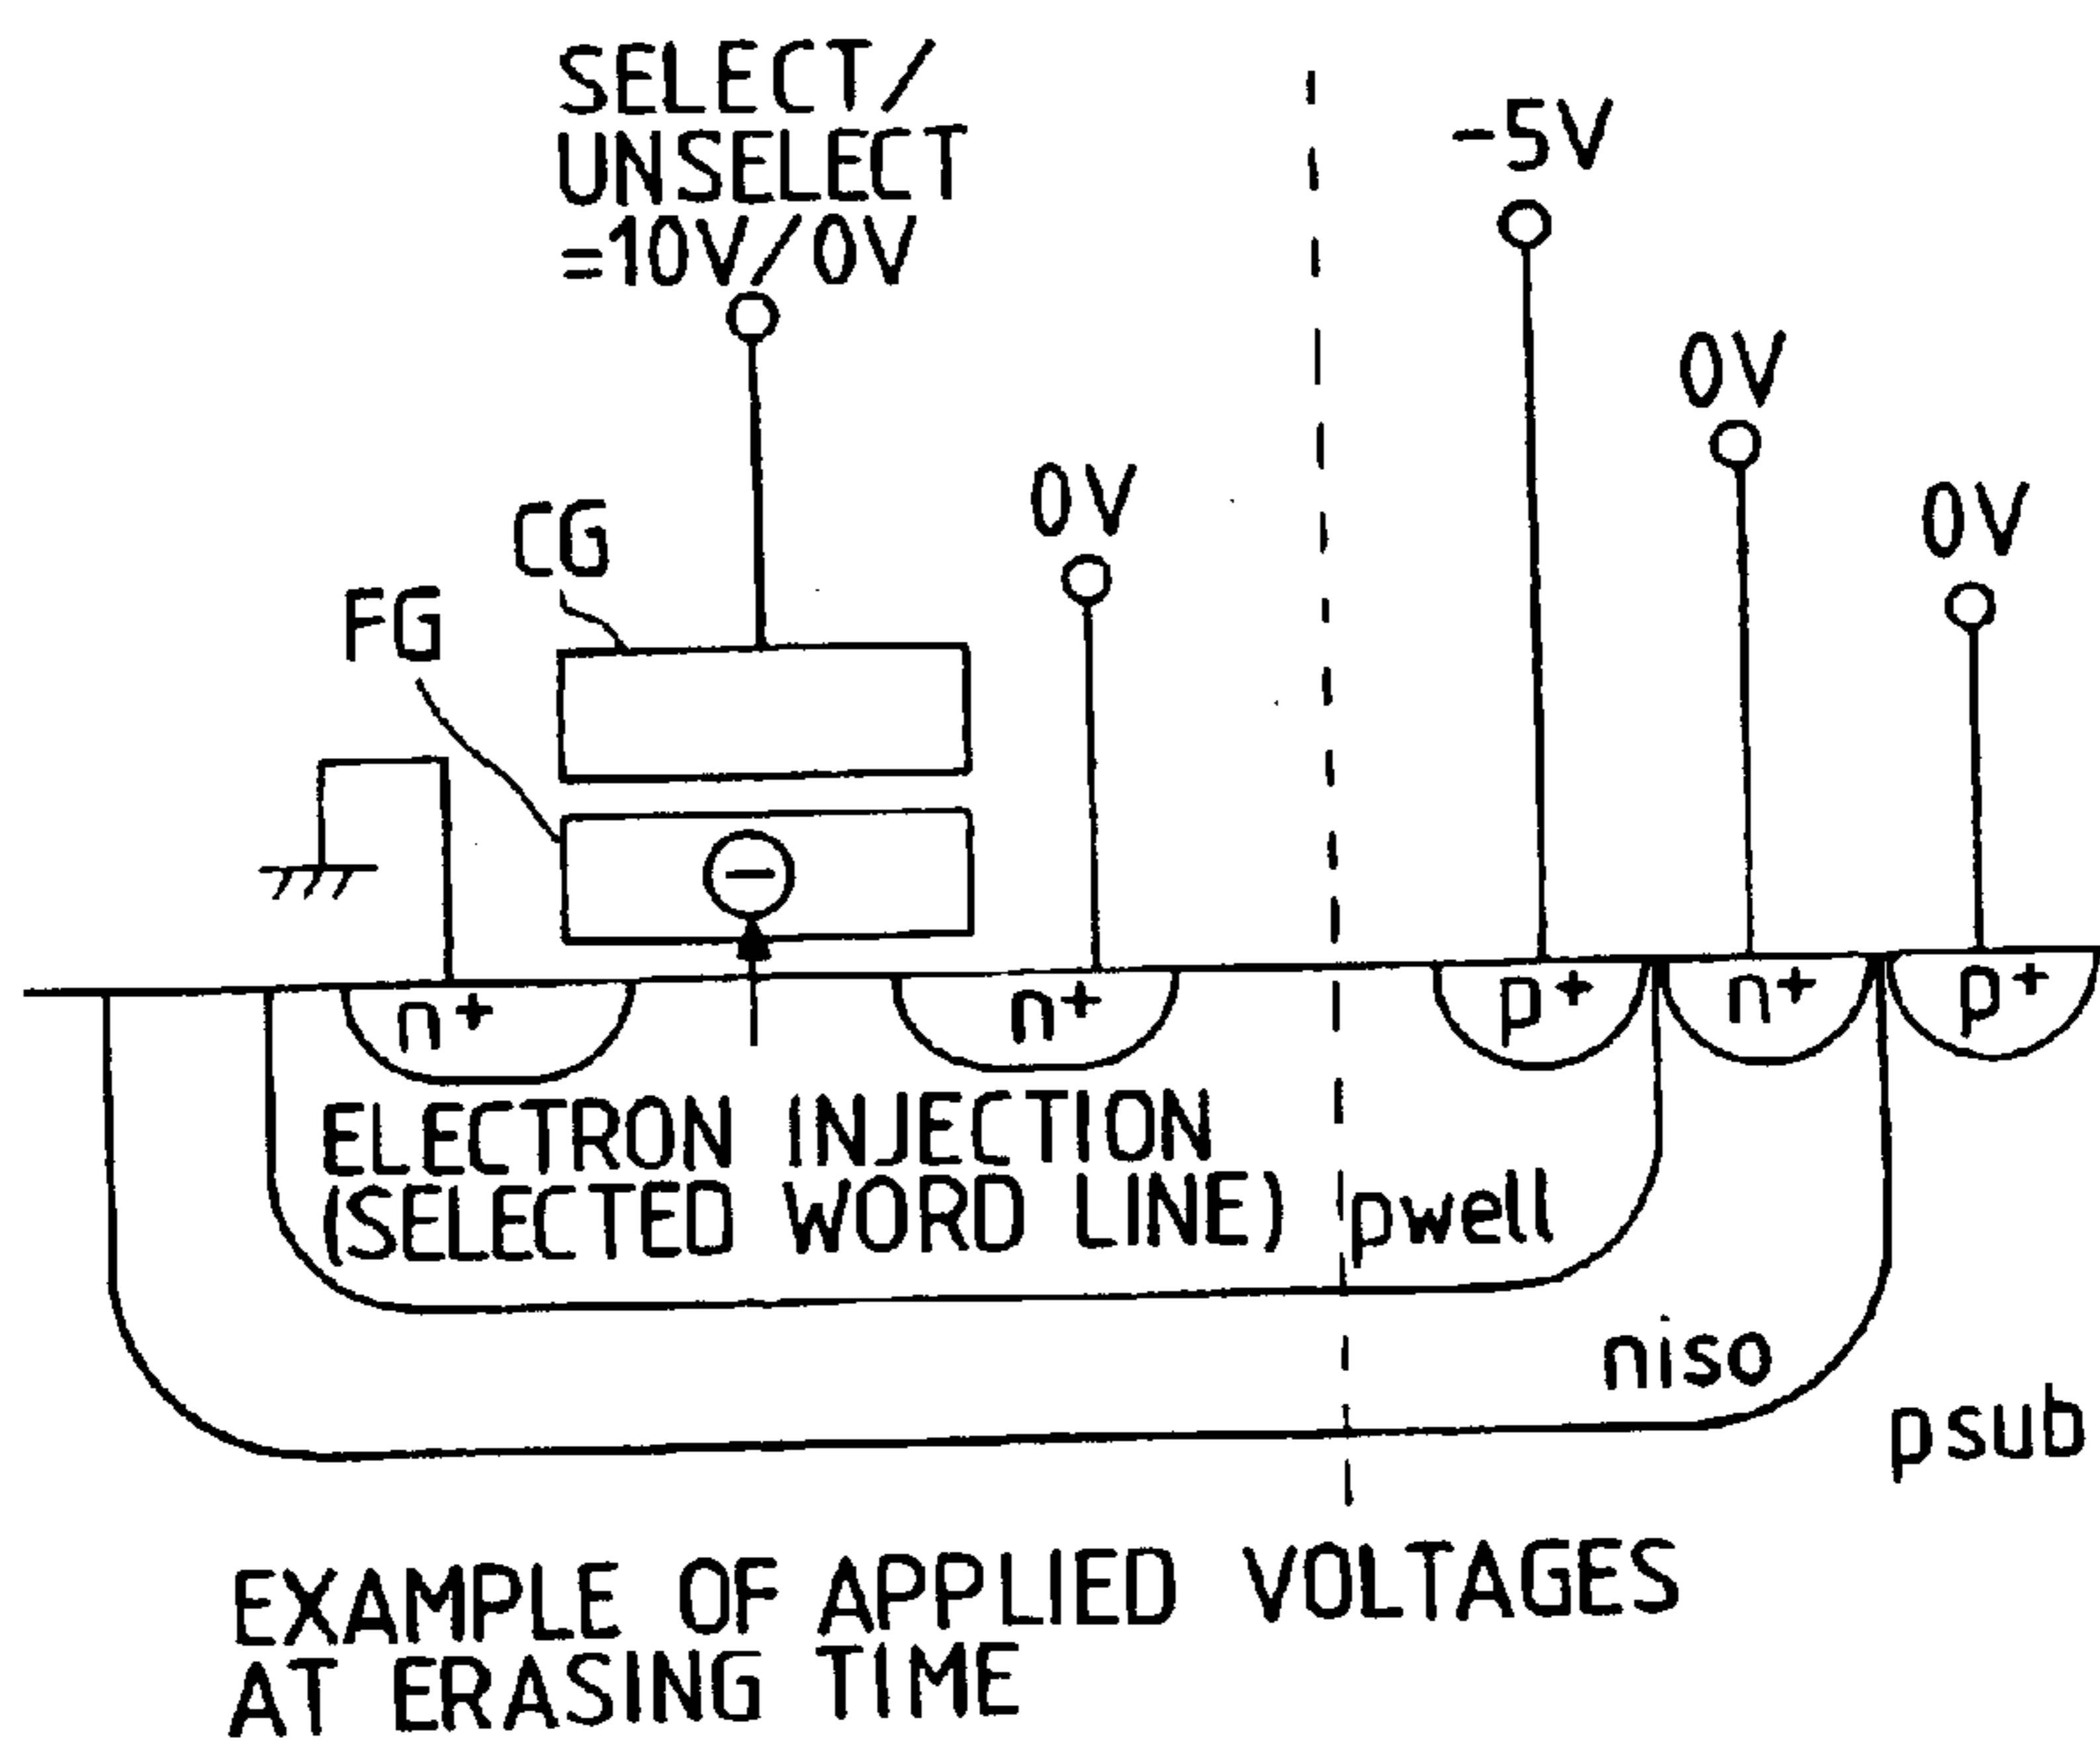 SELECT/
UNSELECT
=10V/0V
-5V
0V
0V
0V
CG
FG
⊖
n+
n+
p+
n+
p+
ELECTRON INJECTION
(SELECTED WORD LINE)
pwell
niso
psub
EXAMPLE OF APPLIED VOLTAGES
AT ERASING TIME